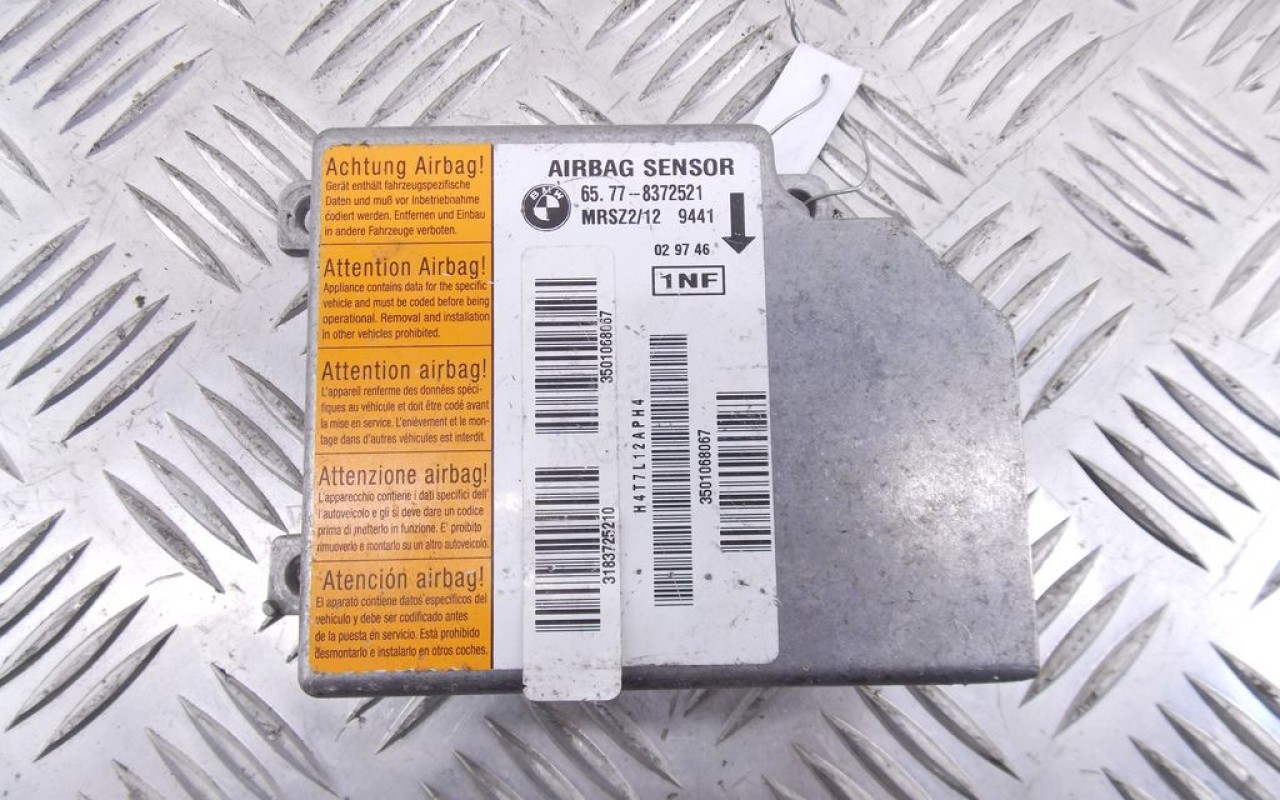 Achtung Airbag!
Gerät enthält fahrzeugspezifische
Daten und muß vor Inbetriebnahme
codiert werden. Entfernen und Einbau
in andere Fahrzeuge verboten.
Attention Airbag!
Appliance contains data for the specific
vehicle and must be coded before being
operational. Removal and installation
in other vehicles prohibited.
Attention airbag!
L'appareil renferme des données spéci-
fiques au véhicule et doit être codé avant
la mise en service. L'enièvement et le mon-
tage dans d'autres véhicules est interdit.
Attenzione airbag!
L'apparecchio contiene i dati specifici dell'
l'autoveicolo e gli si deve dare un codice
prima di metterlo in funzione. E' proibito
rimuoverlo e montarlo su un altro autoveicolo.
Atención airbag!
El aparato contiene datos especificos del
vehículo y debe ser codificado antes
de la puesta en servicio. Está prohibido
desmontarlo e instalarlo en otros coches.
AIRBAG SENSOR
BMW
65. 77-8372521
MRSZ2/12 9441
02 97 46
1NF
3501068067
3183725210
H4T7L12APH4
3501068067